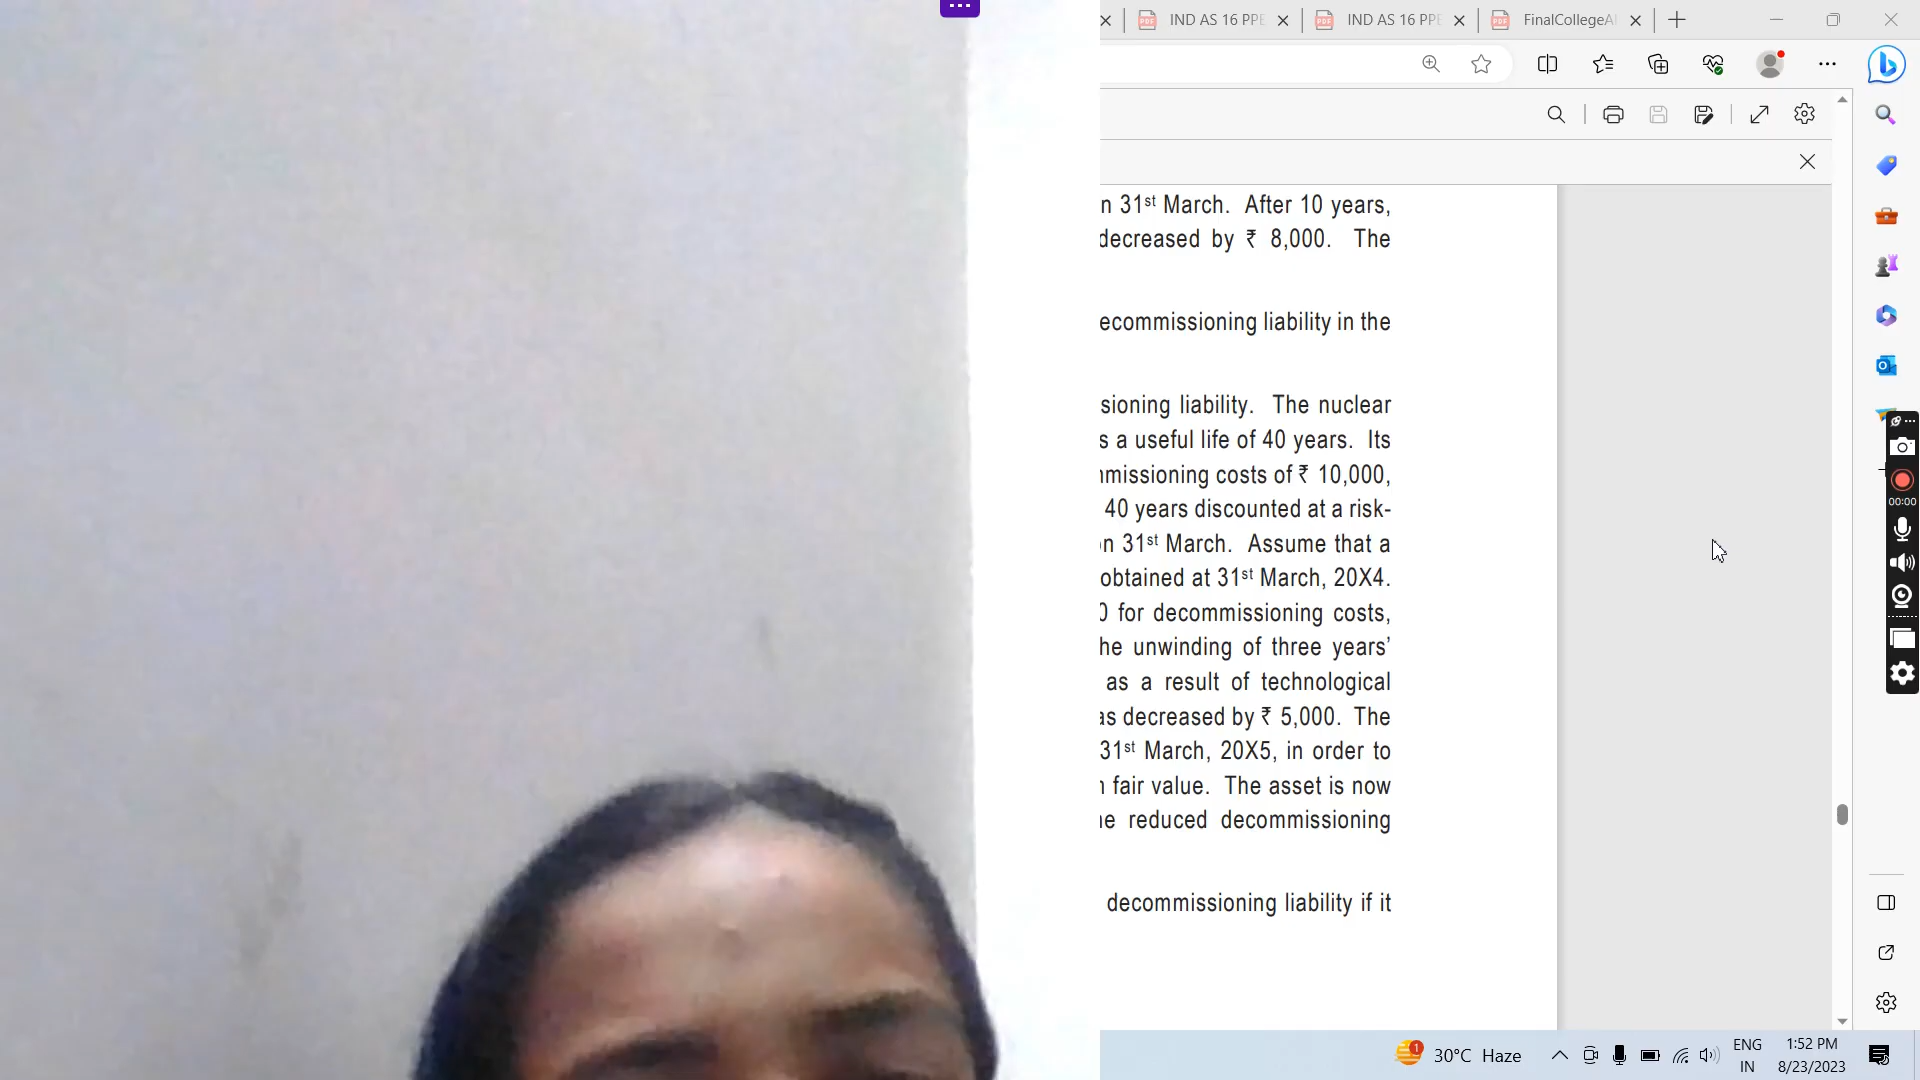 IND AS 16 PPE
IND AS 16 PPE
FinalCollegeA
n 31st March. After 10 years,
decreased by ₹ 8,000. The
ecommissioning liability in the
sioning liability. The nuclear
s a useful life of 40 years. Its
missioning costs of ₹ 10,000,
40 years discounted at a risk-
n 31st March. Assume that a
obtained at 31st March, 20X4.
0 for decommissioning costs,
he unwinding of three years'
as a result of technological
as decreased by ₹ 5,000. The
31st March, 20X5, in order to
n fair value. The asset is now
e reduced decommissioning
decommissioning liability if it
00:00
1
30°C Haze
ENG
IN
1:52 PM
8/23/2023